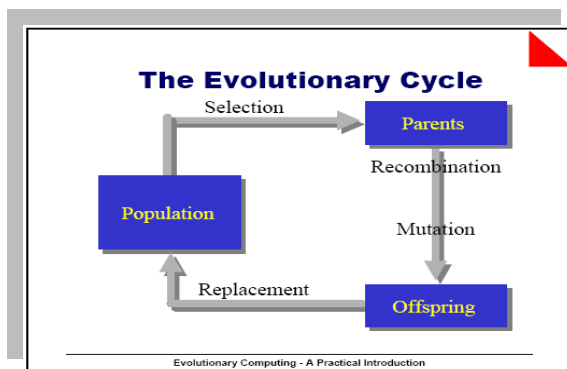 The Evolutionary Cycle
Selection
Parents
Recombination
Population
Mutation
Replacement
Offspring
Evolutionary Computing - A Practical Introduction